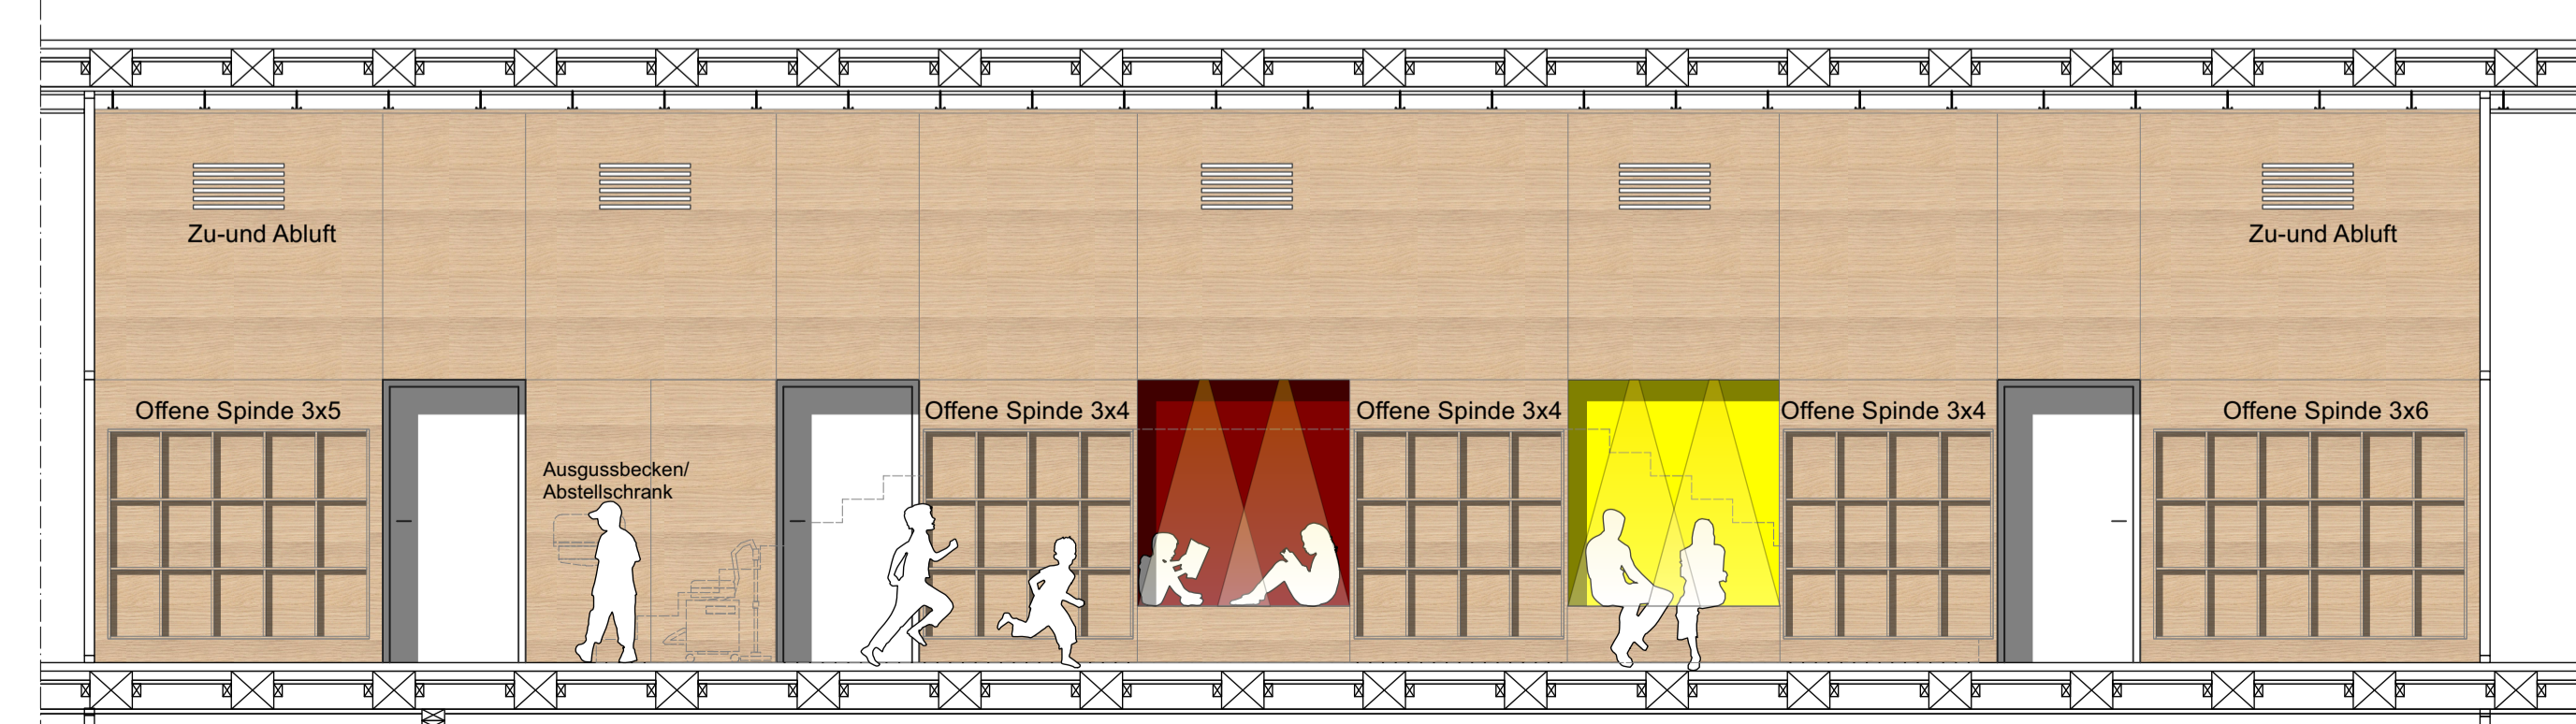 Zu-und Abluft
Zu-und Abluft
Offene Spinde 3x5
Offene Spinde 3x4
Offene Spinde 3x4
Offene Spinde 3x4
Offene Spinde 3x6
Ausgussbecken/
Abstellschrank